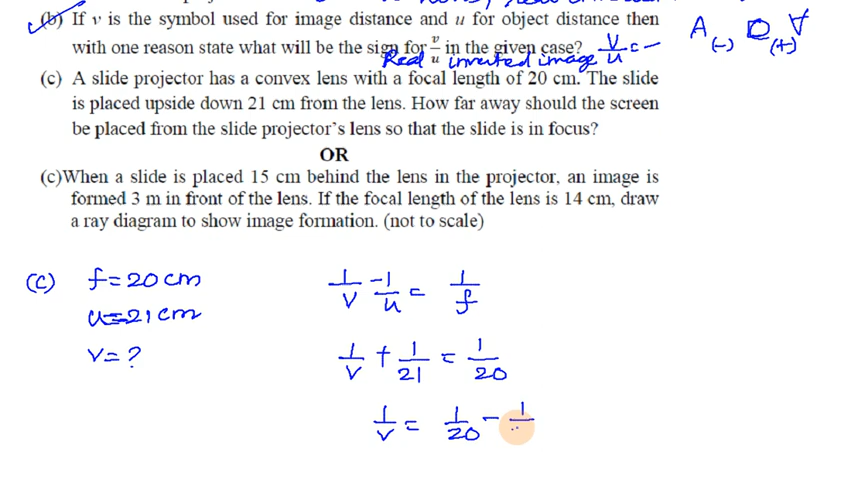 (b) If v is the symbol used for image distance and u for object distance then
with one reason state what will be the sign for v/u in the given case? V/u = -
A (-) O (+) ∀
Real inverted image
(c) A slide projector has a convex lens with a focal length of 20 cm. The slide
is placed upside down 21 cm from the lens. How far away should the screen
be placed from the slide projector's lens so that the slide is in focus?
OR
(c)When a slide is placed 15 cm behind the lens in the projector, an image is
formed 3 m in front of the lens. If the focal length of the lens is 14 cm, draw
a ray diagram to show image formation. (not to scale)
(c) f=20cm 1/v -1/u = 1/f
u=-21cm
v=? 1/v + 1/21 = 1/20
1/v = 1/20 - 1/